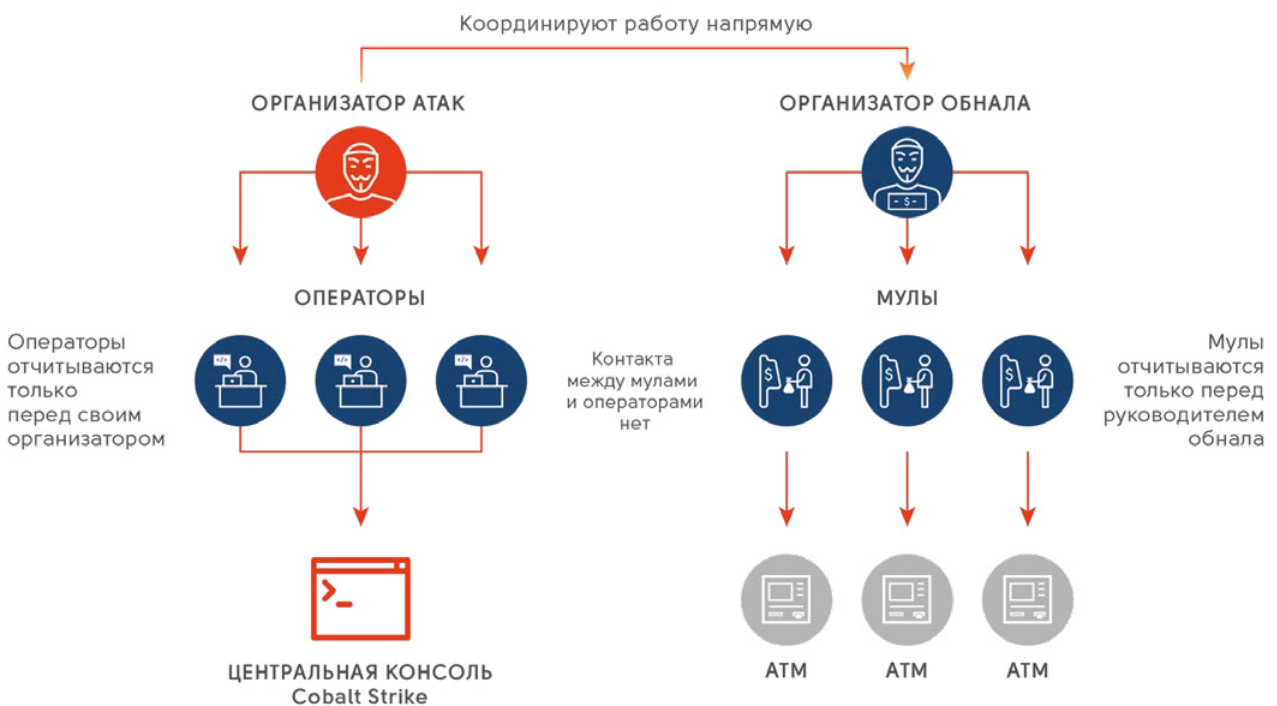 Координируют работу напрямую
ОРГАНИЗАТОР АТАК
ОРГАНИЗАТОР ОБНАЛА
-$-
ОПЕРАТОРЫ
МУЛЫ
Операторы
отчитываются
только
перед своим
организатором
</>
</>
</>
Контакта
между мулами
и операторами
нет
$
$
$
Мулы
отчитываются
только перед
руководителем
обнала
>_
ЦЕНТРАЛЬНАЯ КОНСОЛЬ
Cobalt Strike
ATM
ATM
ATM